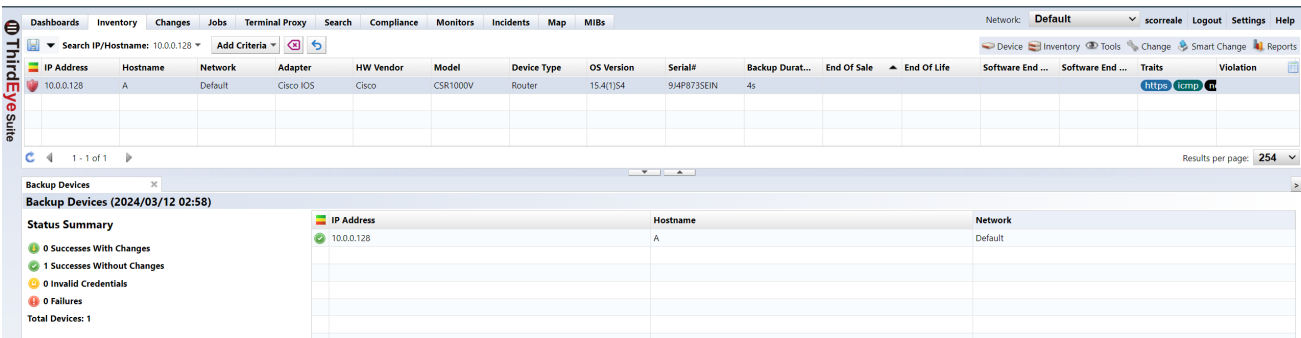 Dashboards Inventory Changes Jobs Terminal Proxy Search Compliance Monitors Incidents Map MIBs Network: Default scorreale Logout Settings Help
Search IP/Hostname: 10.0.0.128 Add Criteria Device Inventory Tools Change Smart Change Reports
ThirdEye Suite
IP Address Hostname Network Adapter HW Vendor Model Device Type OS Version Serial# Backup Durat... End Of Sale End Of Life Software End ... Software End ... Traits Violation
10.0.0.128 A Default Cisco IOS Cisco CSR1000V Router 15.4(1)S4 9J4P873SEIN 4s https icmp
1 - 1 of 1 Results per page: 254
Backup Devices
Backup Devices (2024/03/12 02:58)
Status Summary
0 Successes With Changes
1 Successes Without Changes
0 Invalid Credentials
0 Failures
Total Devices: 1
IP Address Hostname Network
10.0.0.128 A Default